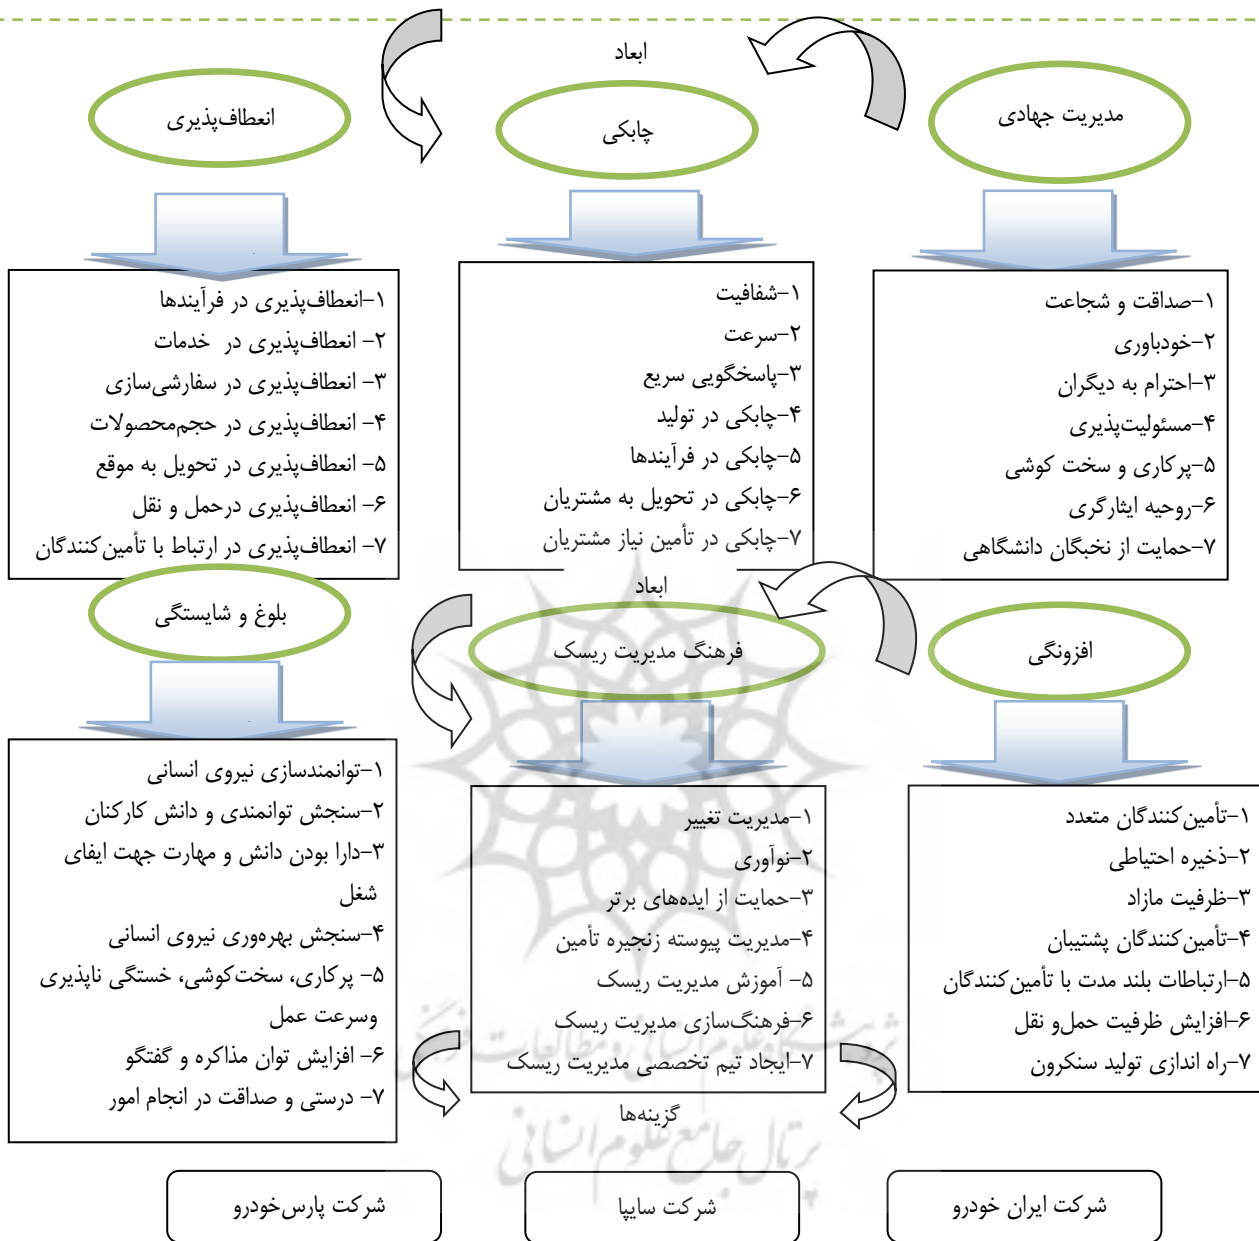 ابعاد
مدیریت جهادی
چابکی
انعطاف‌پذیری
۱-صداقت و شجاعت
۲-خودباوری
۳-احترام به دیگران
۴-مسئولیت‌پذیری
۵-پرکاری و سخت کوشی
۶-روحیه ایثارگری
۷-حمایت از نخبگان دانشگاهی
۱-شفافیت
۲-سرعت
۳-پاسخگویی سریع
۴-چابکی در تولید
۵-چابکی در فرآیندها
۶-چابکی در تحویل به مشتریان
۷-چابکی در تأمین نیاز مشتریان
۱-انعطاف‌پذیری در فرآیندها
۲- انعطاف‌پذیری در خدمات
۳- انعطاف‌پذیری در سفارشی‌سازی
۴- انعطاف‌پذیری در حجم‌محصولات
۵- انعطاف‌پذیری در تحویل به موقع
۶- انعطاف‌پذیری درحمل و نقل
۷- انعطاف‌پذیری در ارتباط با تأمین‌کنندگان
ابعاد
افزونگی
فرهنگ مدیریت ریسک
بلوغ و شایستگی
۱-تأمین‌کنندگان متعدد
۲-ذخیره احتیاطی
۳-ظرفیت مازاد
۴-تأمین‌کنندگان پشتیبان
۵-ارتباطات بلند مدت با تأمین‌کنندگان
۶-افزایش ظرفیت حمل‌و نقل
۷-راه اندازی تولید سنکرون
۱-مدیریت تغییر
۲-نوآوری
۳-حمایت از ایده‌های برتر
۴-مدیریت پیوسته زنجیره تأمین
۵- آموزش مدیریت ریسک
۶-فرهنگ‌سازی مدیریت ریسک
۷-ایجاد تیم تخصصی مدیریت ریسک
۱-توانمندسازی نیروی انسانی
۲-سنجش توانمندی و دانش کارکنان
۳-دارا بودن دانش و مهارت جهت ایفای
شغل
۴-سنجش بهره‌وری نیروی انسانی
۵- پرکاری، سخت‌کوشی، خستگی ناپذیری
وسرعت عمل
۶- افزایش توان مذاکره و گفتگو
۷- درستی و صداقت در انجام امور
پژوهشگاه علوم انسانی و مطالعات فرهنگی
گزینه‌ها
پرتال جامع علوم انسانی
شرکت ایران خودرو
شرکت سایپا
شرکت پارس‌خودرو